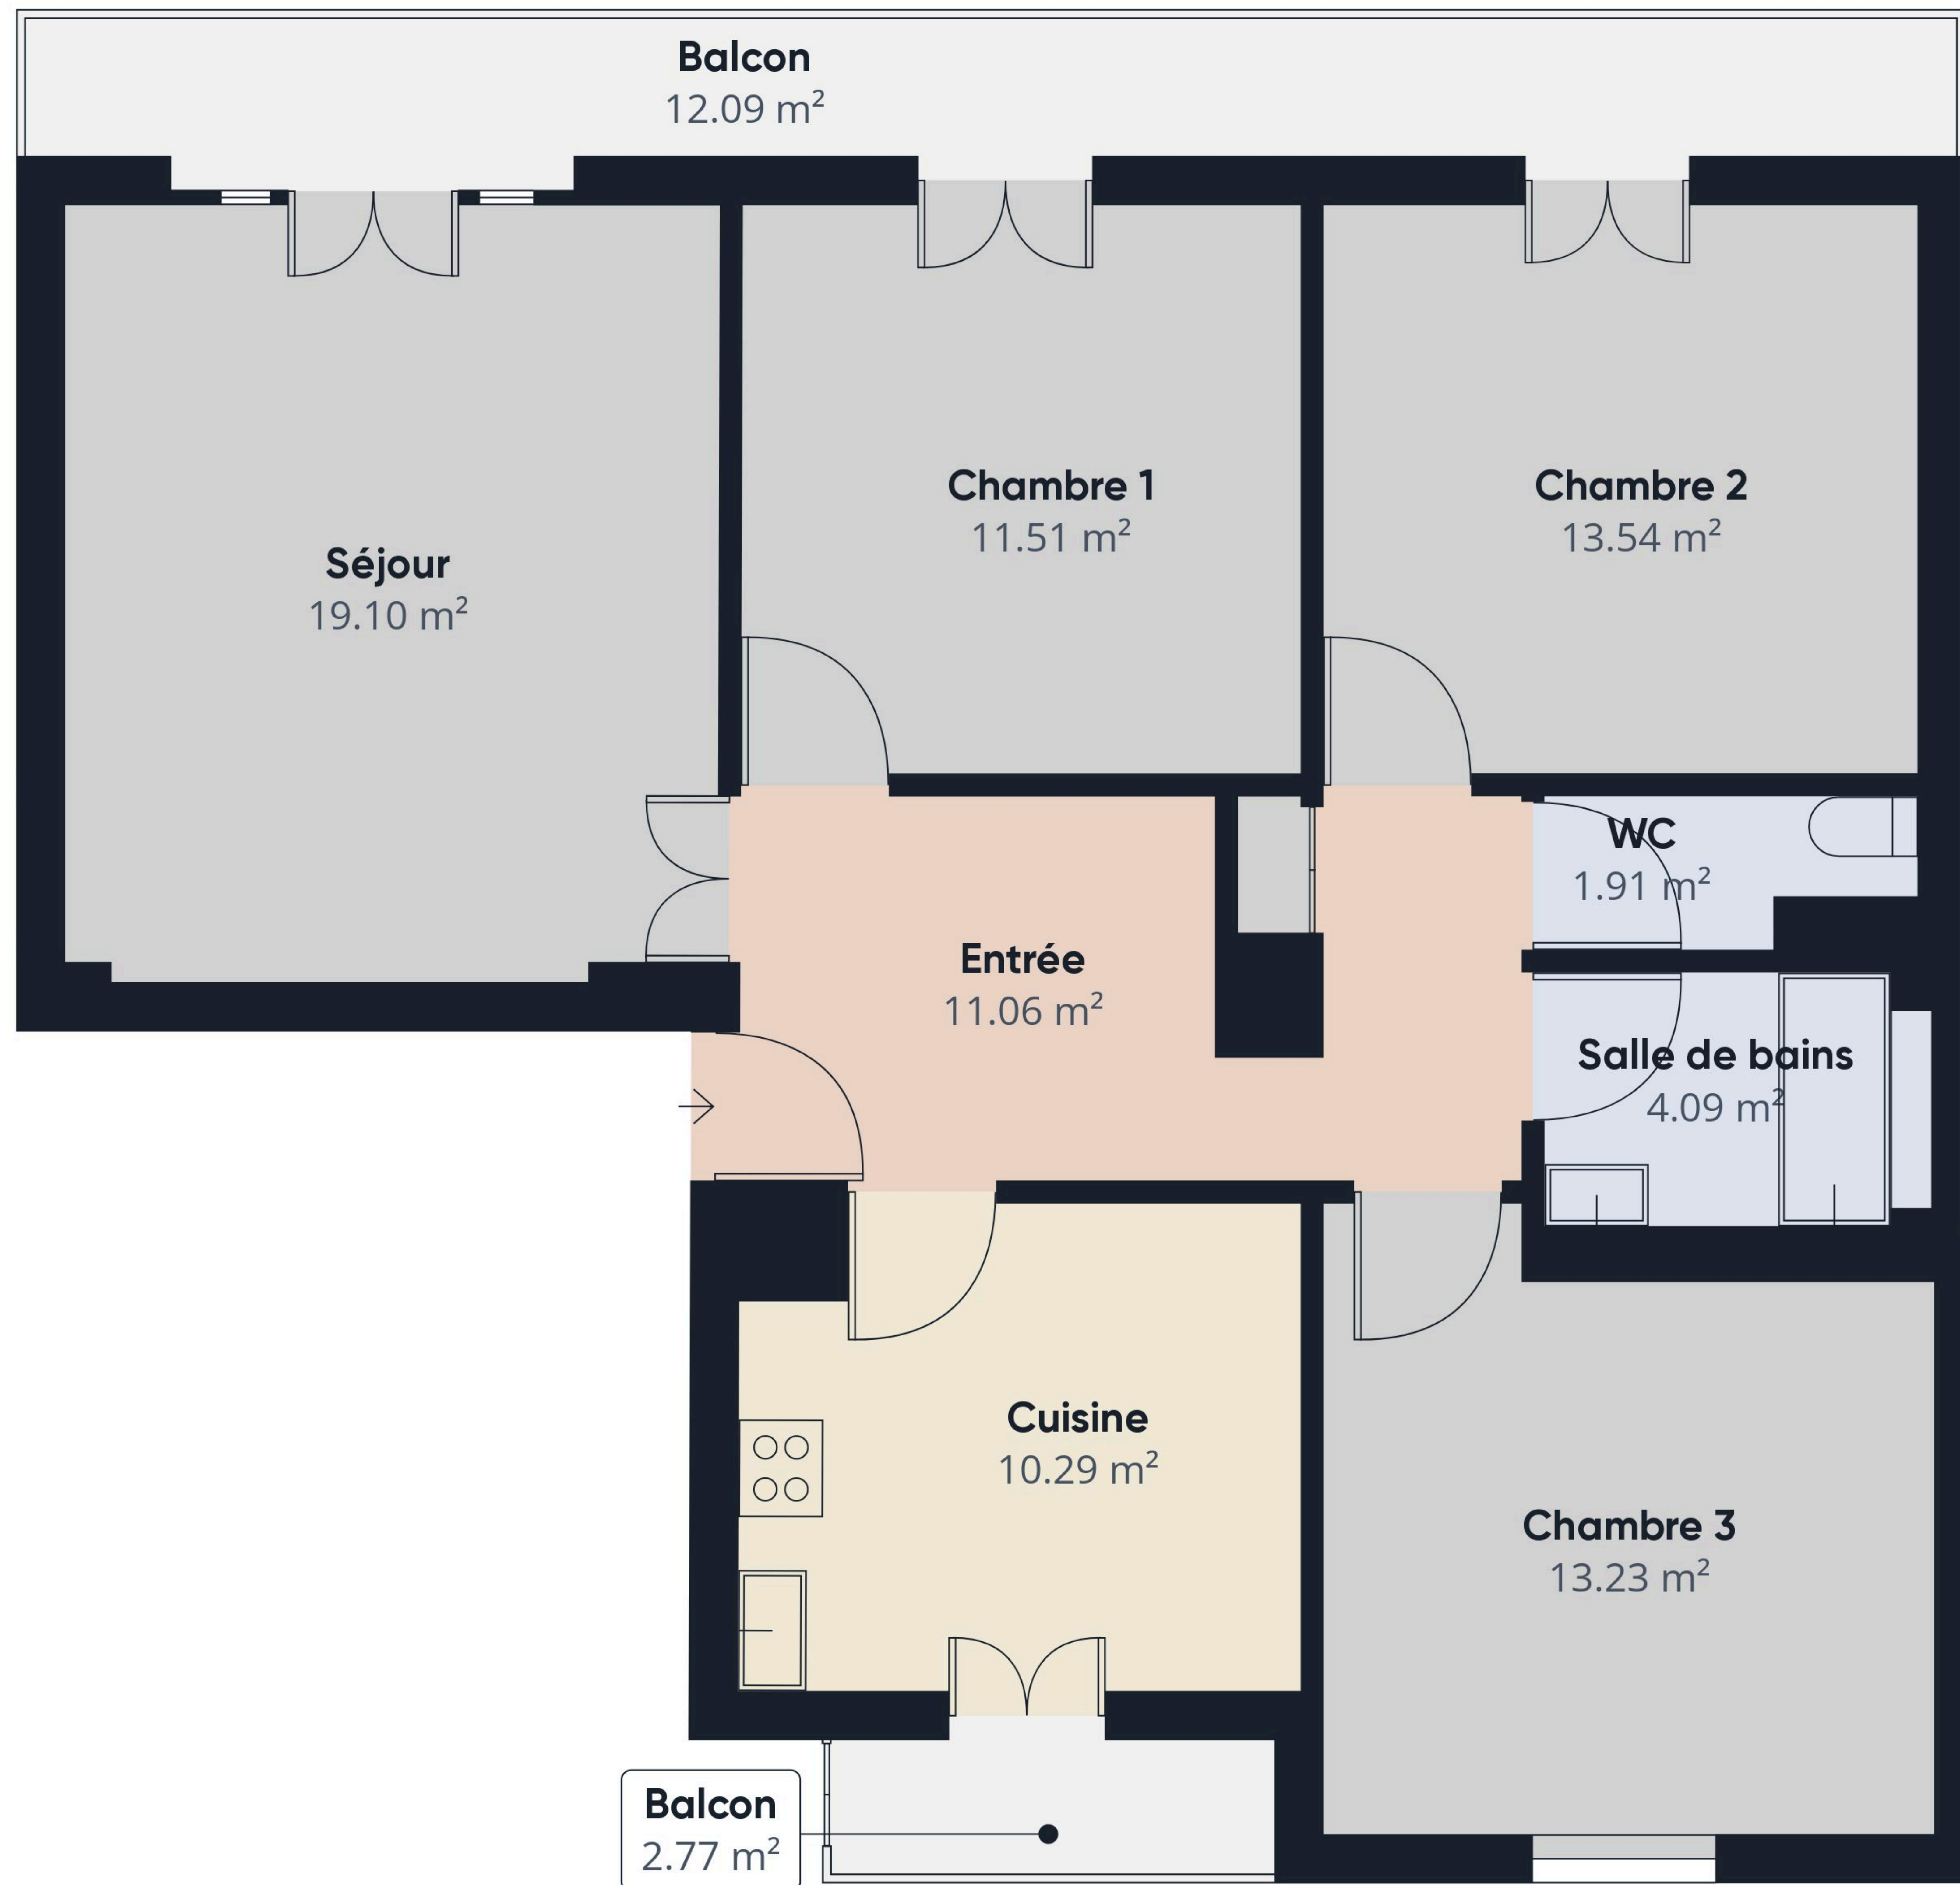 Balcon
12.09 m²
Chambre 1
11.51 m²
Chambre 2
13.54 m²
Séjour
19.10 m²
WC
1.91 m²
Entrée
11.06 m²
Salle de bains
4.09 m²
Cuisine
10.29 m²
Chambre 3
13.23 m²
Balcon
2.77 m²